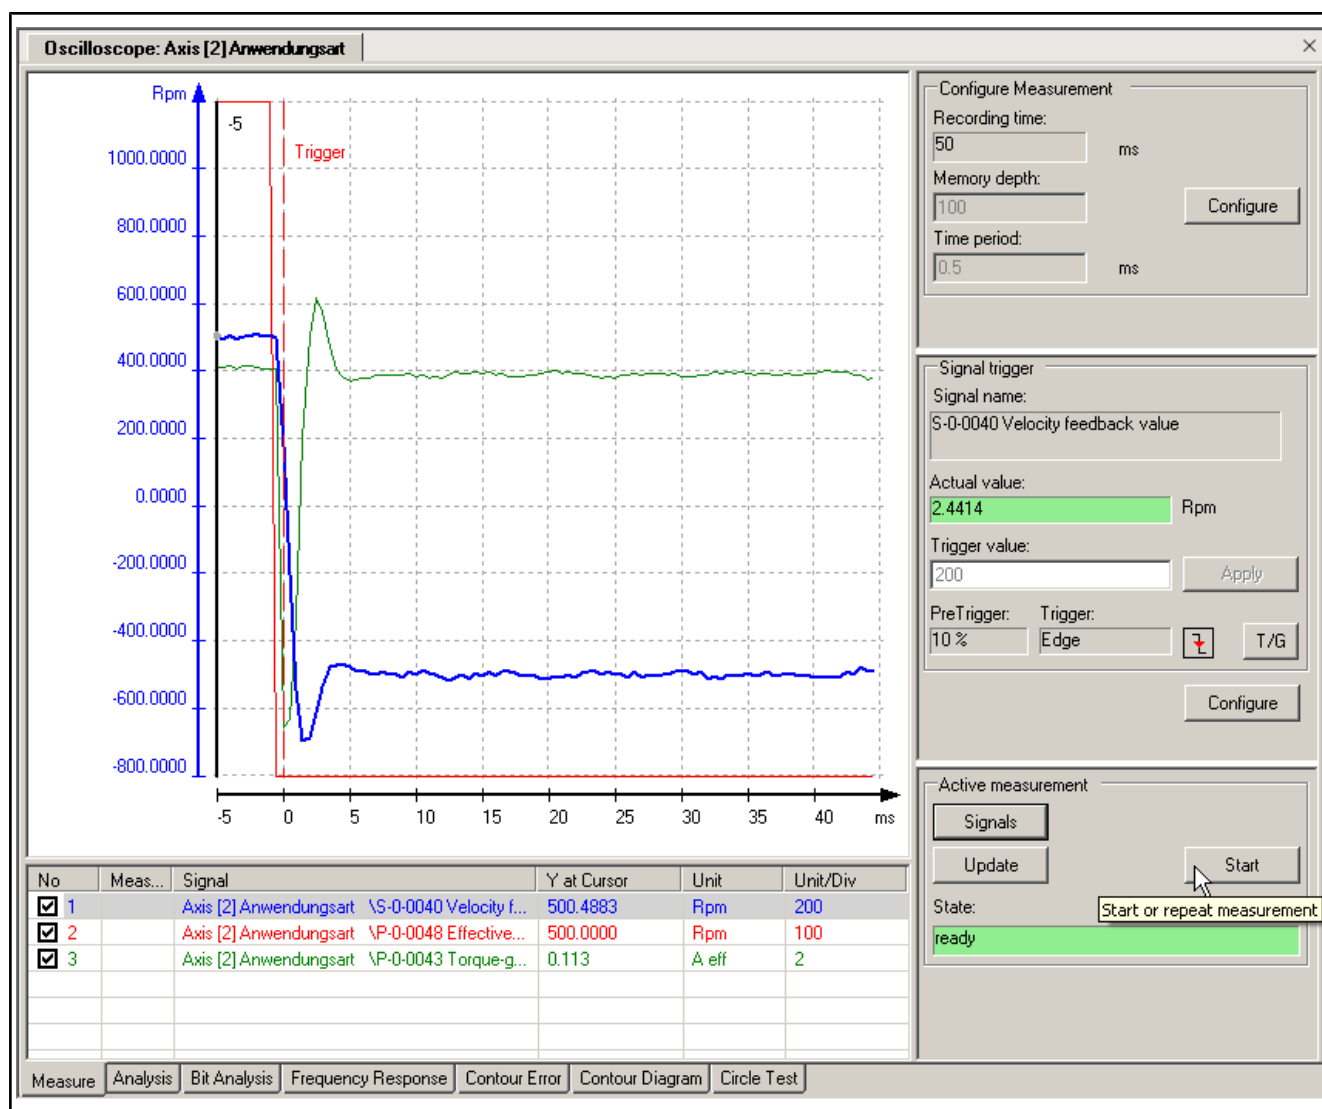 Oscilloscope: Axis [2] Anwendungsart
Rpm
-5
Trigger
1000.0000
800.0000
600.0000
400.0000
200.0000
0.0000
-200.0000
-400.0000
-600.0000
-800.0000
-5 0 5 10 15 20 25 30 35 40 ms
No Meas... Signal Y at Cursor Unit Unit/Div
1 Axis [2] Anwendungsart \S-0-0040 Velocity f... 500.4883 Rpm 200
2 Axis [2] Anwendungsart \P-0-0048 Effective... 500.0000 Rpm 100
3 Axis [2] Anwendungsart \P-0-0043 Torque-g... 0.113 A eff 2
Measure Analysis Bit Analysis Frequency Response Contour Error Contour Diagram Circle Test
Configure Measurement
Recording time:
50 ms
Memory depth:
100 Configure
Time period:
0.5 ms
Signal trigger
Signal name:
S-0-0040 Velocity feedback value
Actual value:
2.4414 Rpm
Trigger value:
200 Apply
PreTrigger: Trigger:
10 % Edge T/G
Configure
Active measurement
Signals
Update Start
State:
Start or repeat measurement
ready